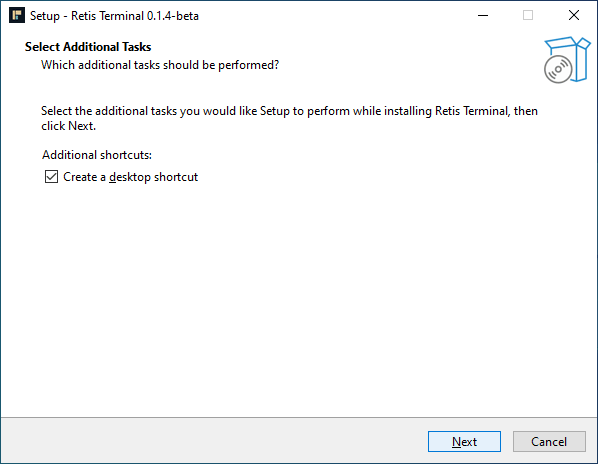 Setup - Retis Terminal 0.1.4-beta
Select Additional Tasks
Which additional tasks should be performed?
Select the additional tasks you would like Setup to perform while installing Retis Terminal, then
click Next.
Additional shortcuts:
Create a desktop shortcut
Next
Cancel